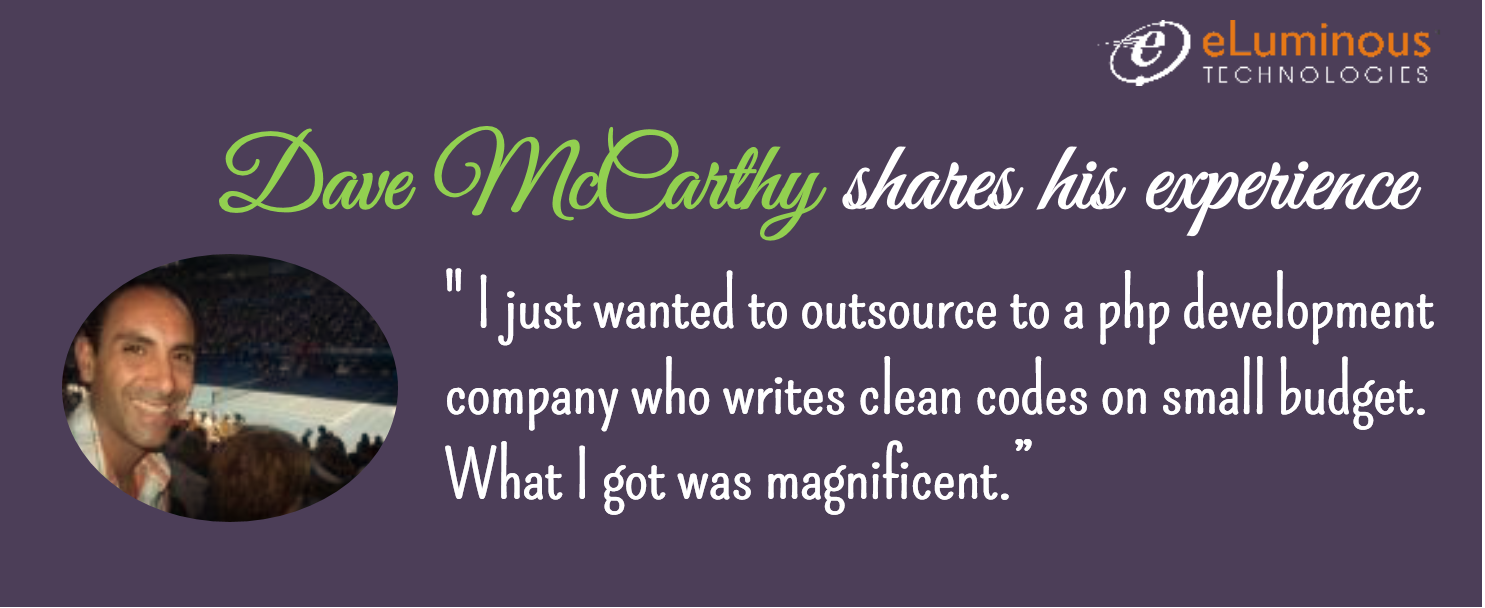 eLuminous
TECHNOLOGIES
Dave McCarthy shares his experience
" I just wanted to outsource to a php development
company who writes clean codes on small budget.
What I got was magnificent.”